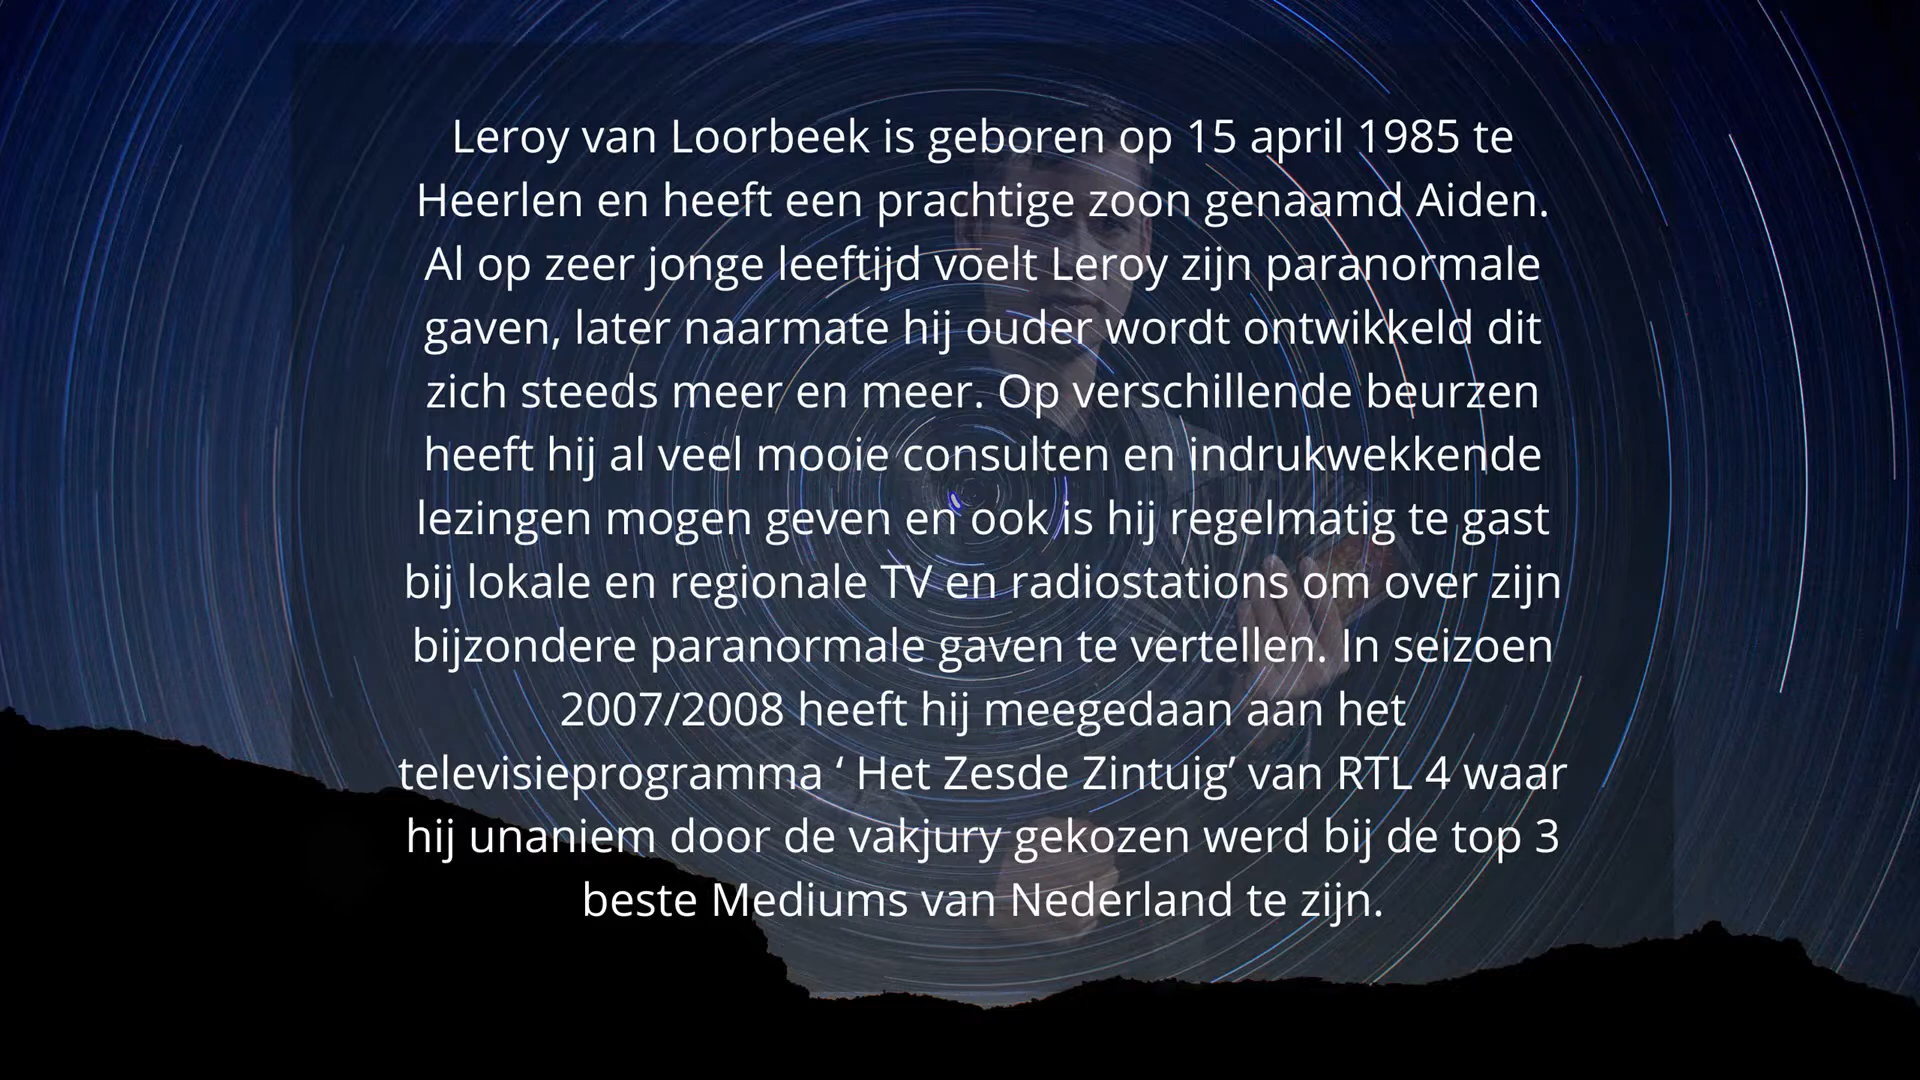 Leroy van Loorbeek is geboren op 15 april 1985 te
Heerlen en heeft een prachtige zoon genaamd Aiden.
Al op zeer jonge leeftijd voelt Leroy zijn paranormale
gaven, later naarmate hij ouder wordt ontwikkeld dit
zich steeds meer en meer. Op verschillende beurzen
heeft hij al veel mooie consulten en indrukwekkende
lezingen mogen geven en ook is hij regelmatig te gast
bij lokale en regionale TV en radiostations om over zijn
bijzondere paranormale gaven te vertellen. In seizoen
2007/2008 heeft hij meegedaan aan het
televisieprogramma ‘ Het Zesde Zintuig’ van RTL 4 waar
hij unaniem door de vakjury gekozen werd bij de top 3
beste Mediums van Nederland te zijn.